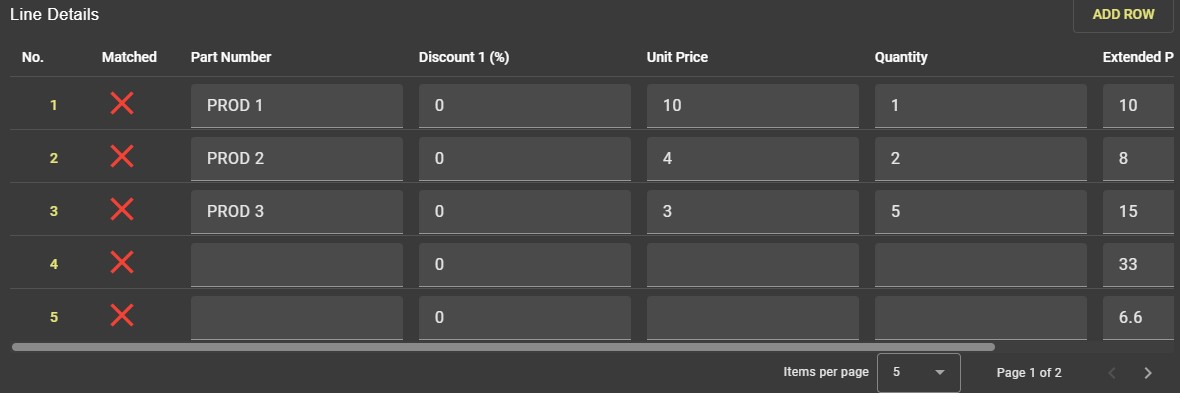 Line Details ADD ROW
No. Matched Part Number Discount 1 (%) Unit Price Quantity Extended P
1 PROD 1 0 10 1 10
2 PROD 2 0 4 2 8
3 PROD 3 0 3 5 15
4 0 33
5 0 6.6
Items per page 5 Page 1 of 2